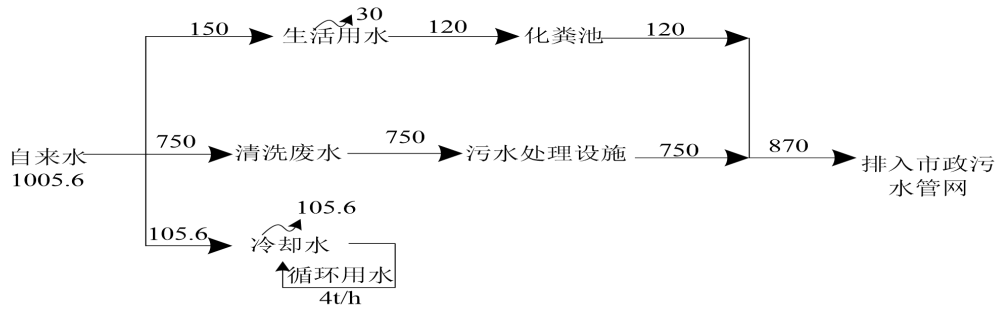 30
150
生活用水
120
化粪池
120
自来水
1005.6
750
清洗废水
750
污水处理设施
750
870
排入市政污
水管网
105.6
105.6
冷却水
循环用水
4t/h